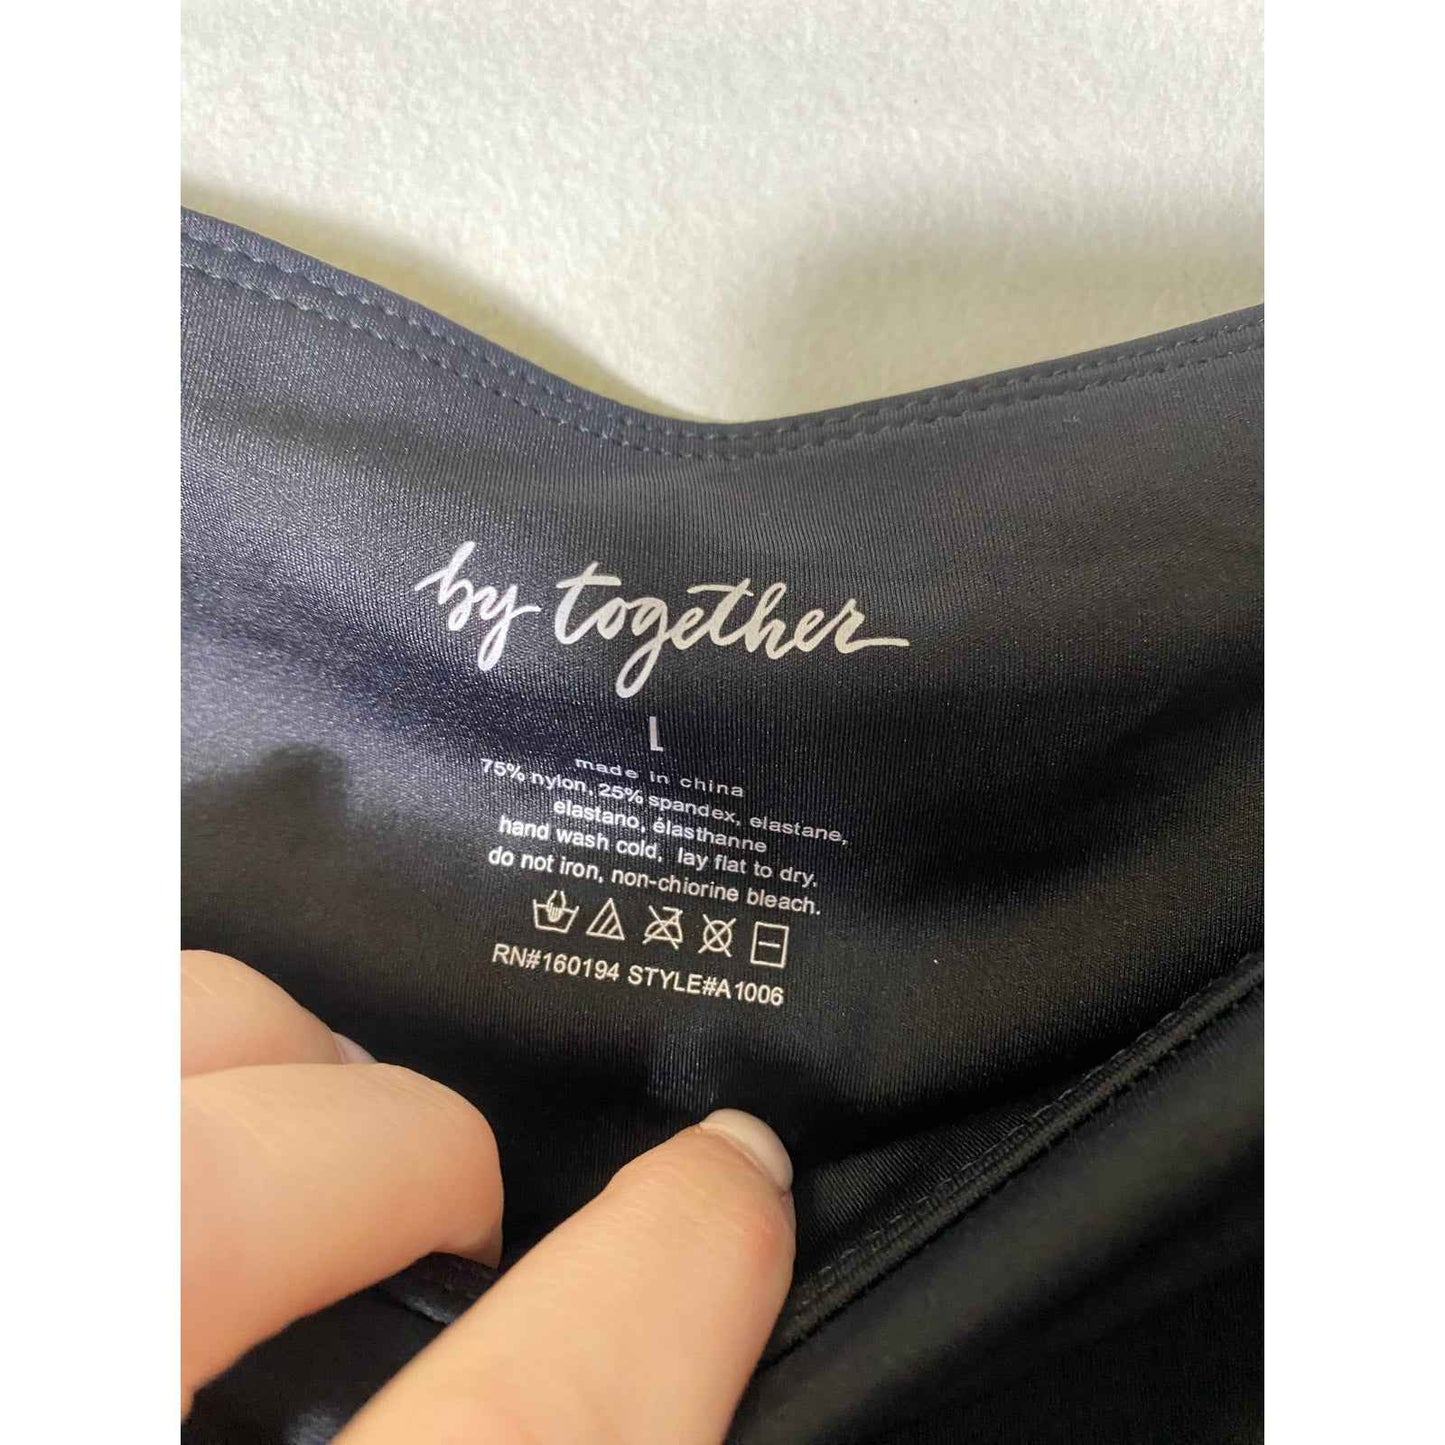 by together
L
made in china
75% nylon, 25% spandex, elastane,
elastano, élasthanne
hand wash cold, lay flat to dry,
do not iron, non-chlorine bleach.
RN#160194 STYLE#A1006